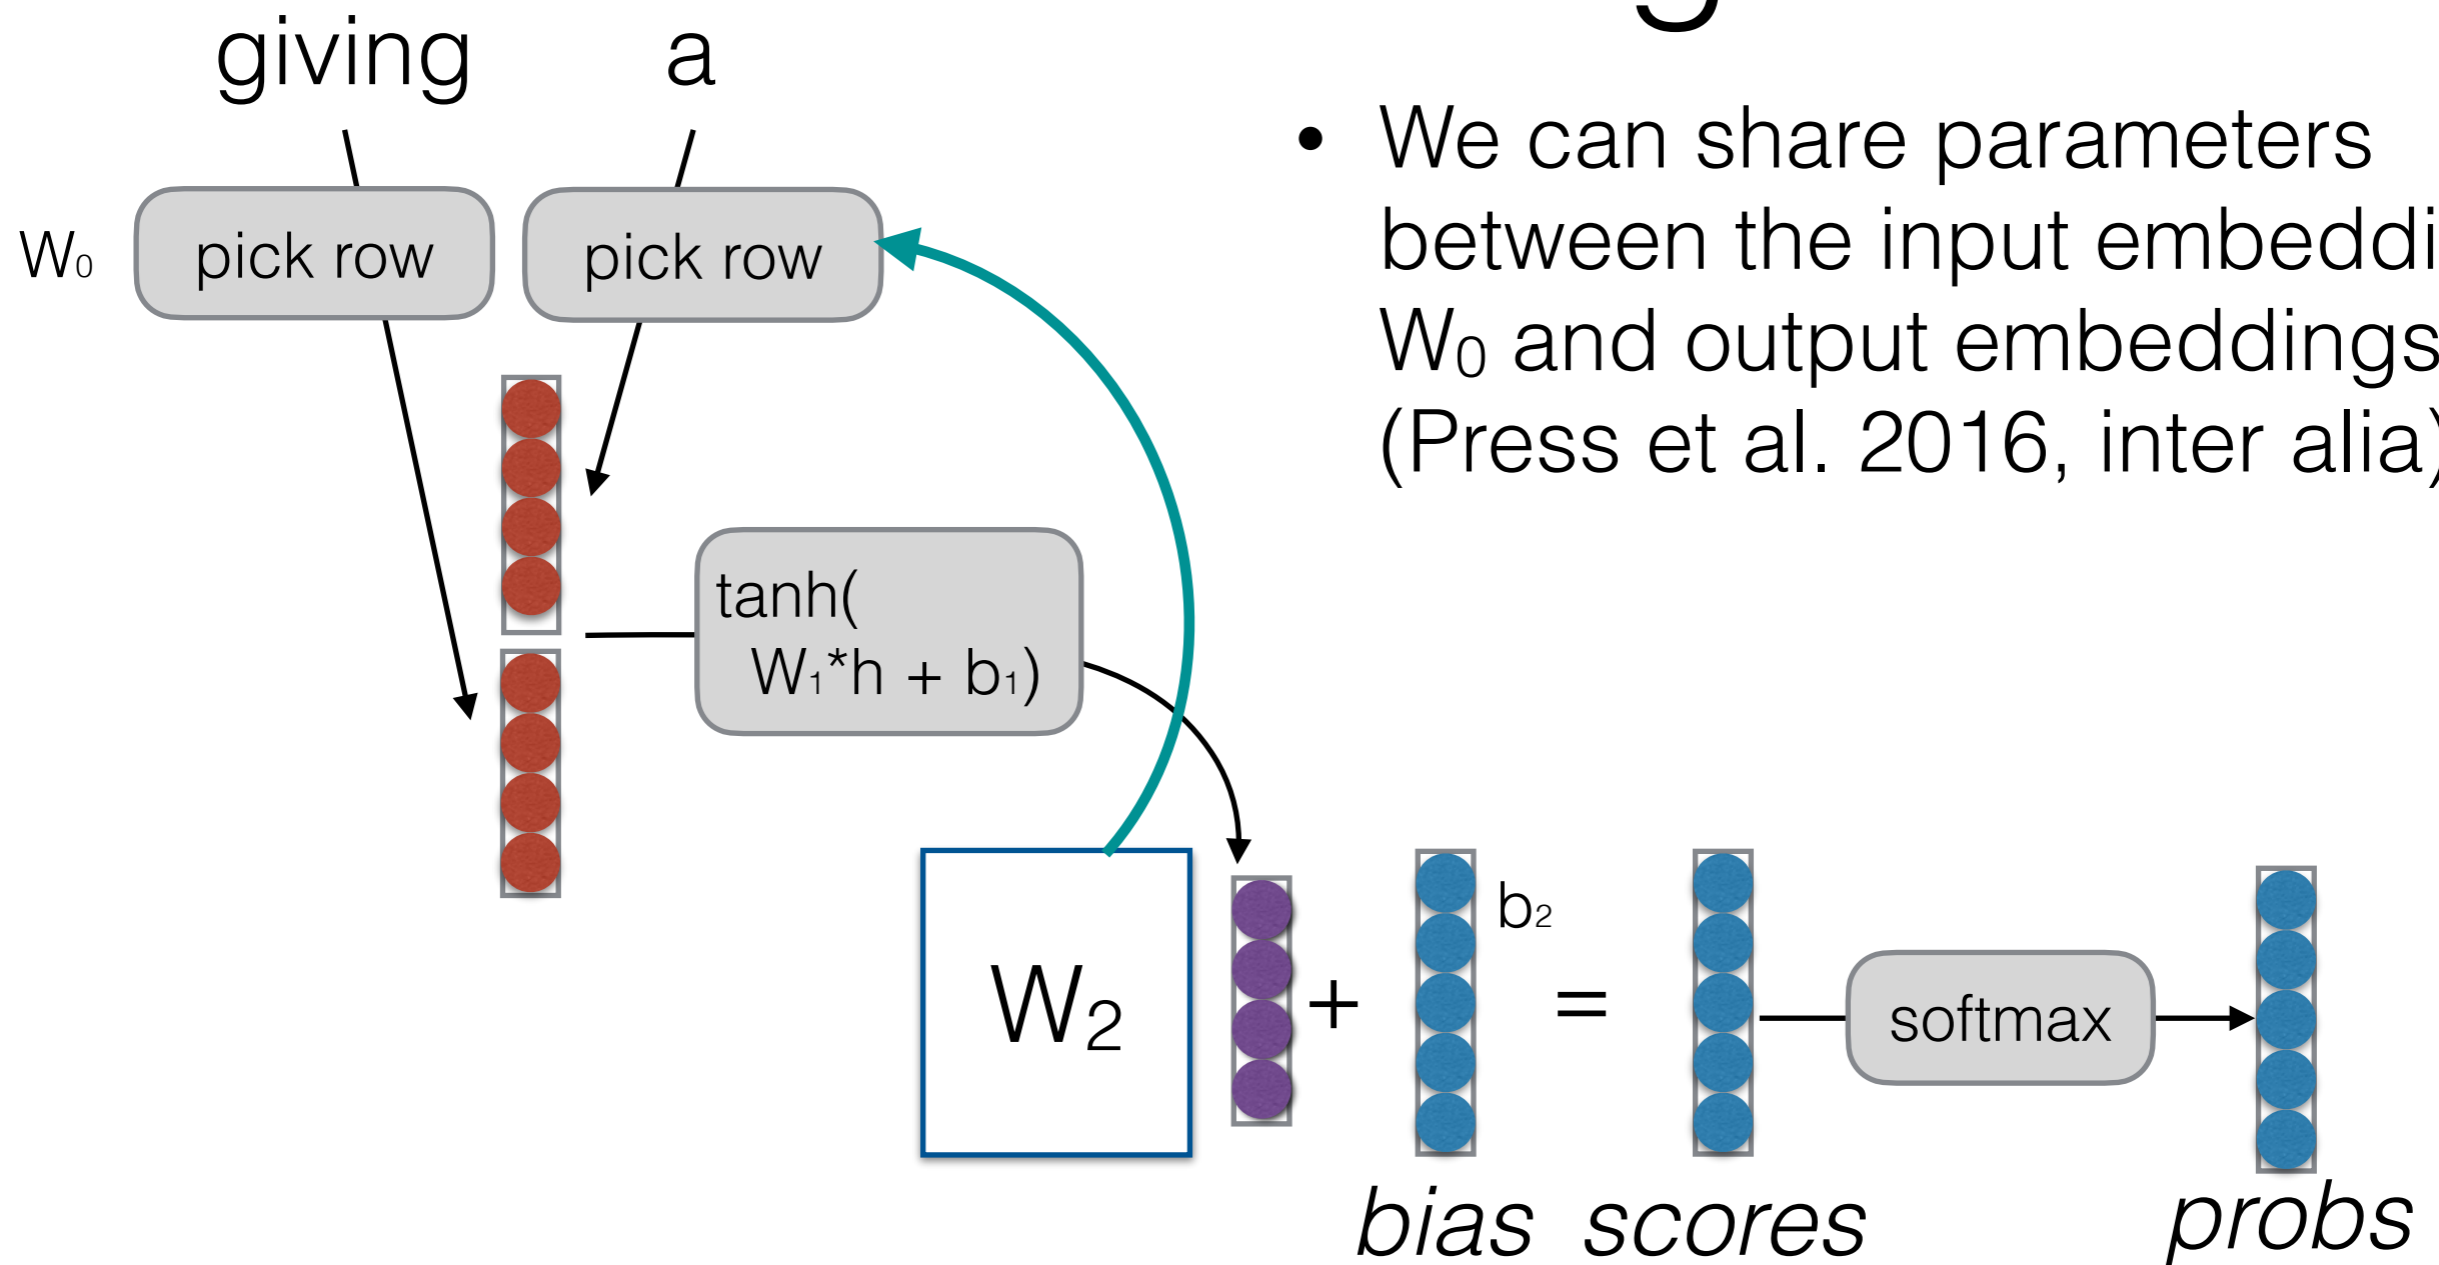 giving a
• We can share parameters
between the input embeddi
W₀ and output embeddings
(Press et al. 2016, inter alia)
W₀ pick row pick row
tanh(
W₁*h + b₁)
W₂ + b₂ = softmax
bias scores probs